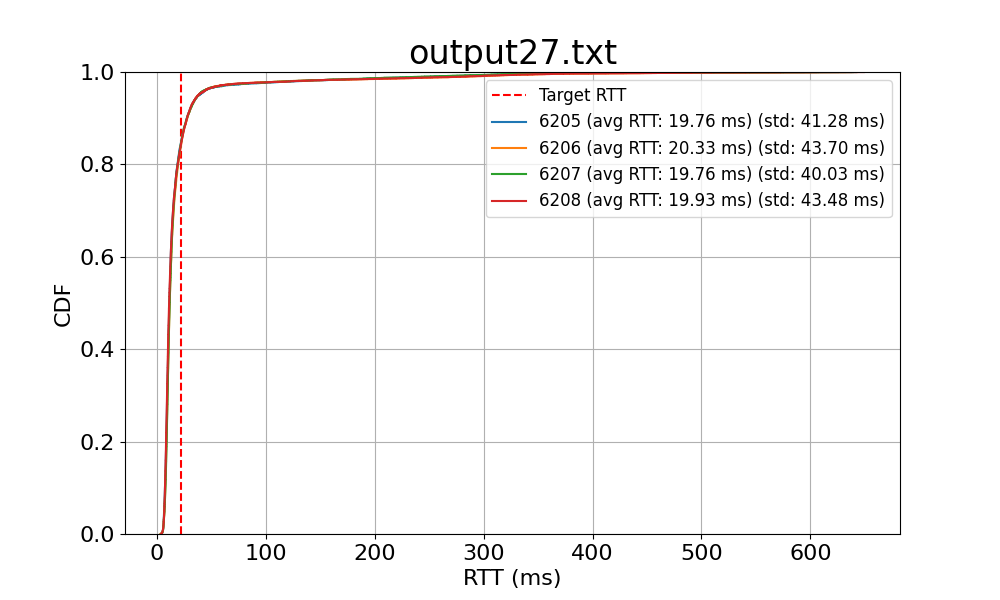 output27.txt
1.0
0.8
0.6
0.4
0.2
0.0
CDF
Target RTT
6205 (avg RTT: 19.76 ms) (std: 41.28 ms)
6206 (avg RTT: 20.33 ms) (std: 43.70 ms)
6207 (avg RTT: 19.76 ms) (std: 40.03 ms)
6208 (avg RTT: 19.93 ms) (std: 43.48 ms)
0 100 200 300 400 500 600
RTT (ms)